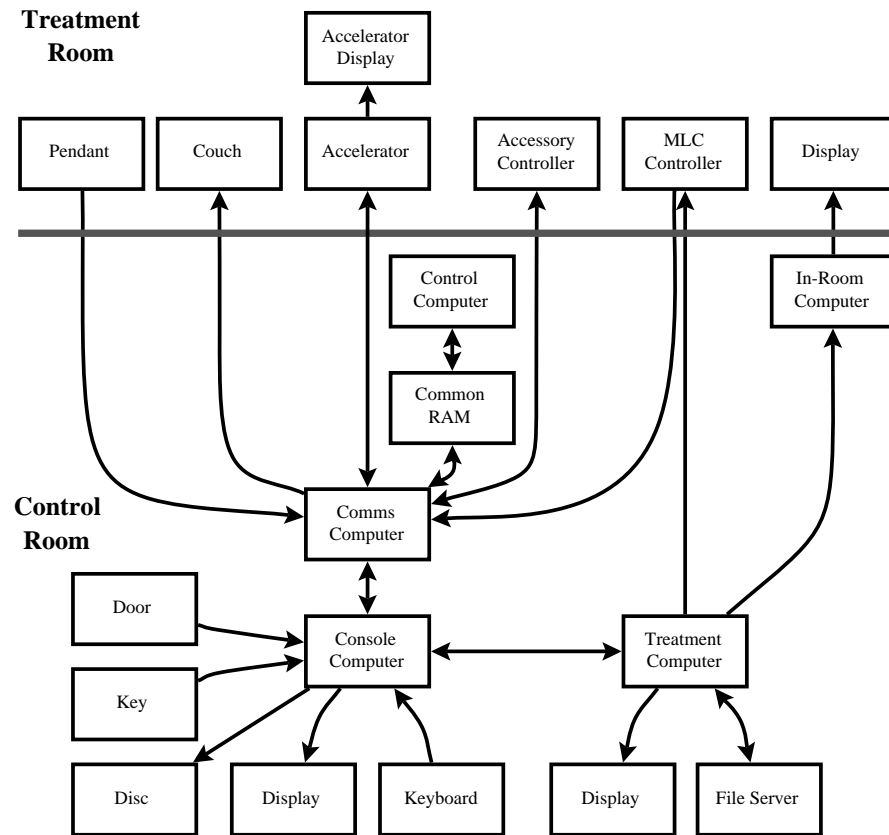 Treatment
Room
Accelerator
Display
Pendant
Couch
Accelerator
Accessory
Controller
MLC
Controller
Display
Control
Computer
In-Room
Computer
Common
RAM
Control
Room
Comms
Computer
Door
Console
Computer
Treatment
Computer
Key
Disc
Display
Keyboard
Display
File Server